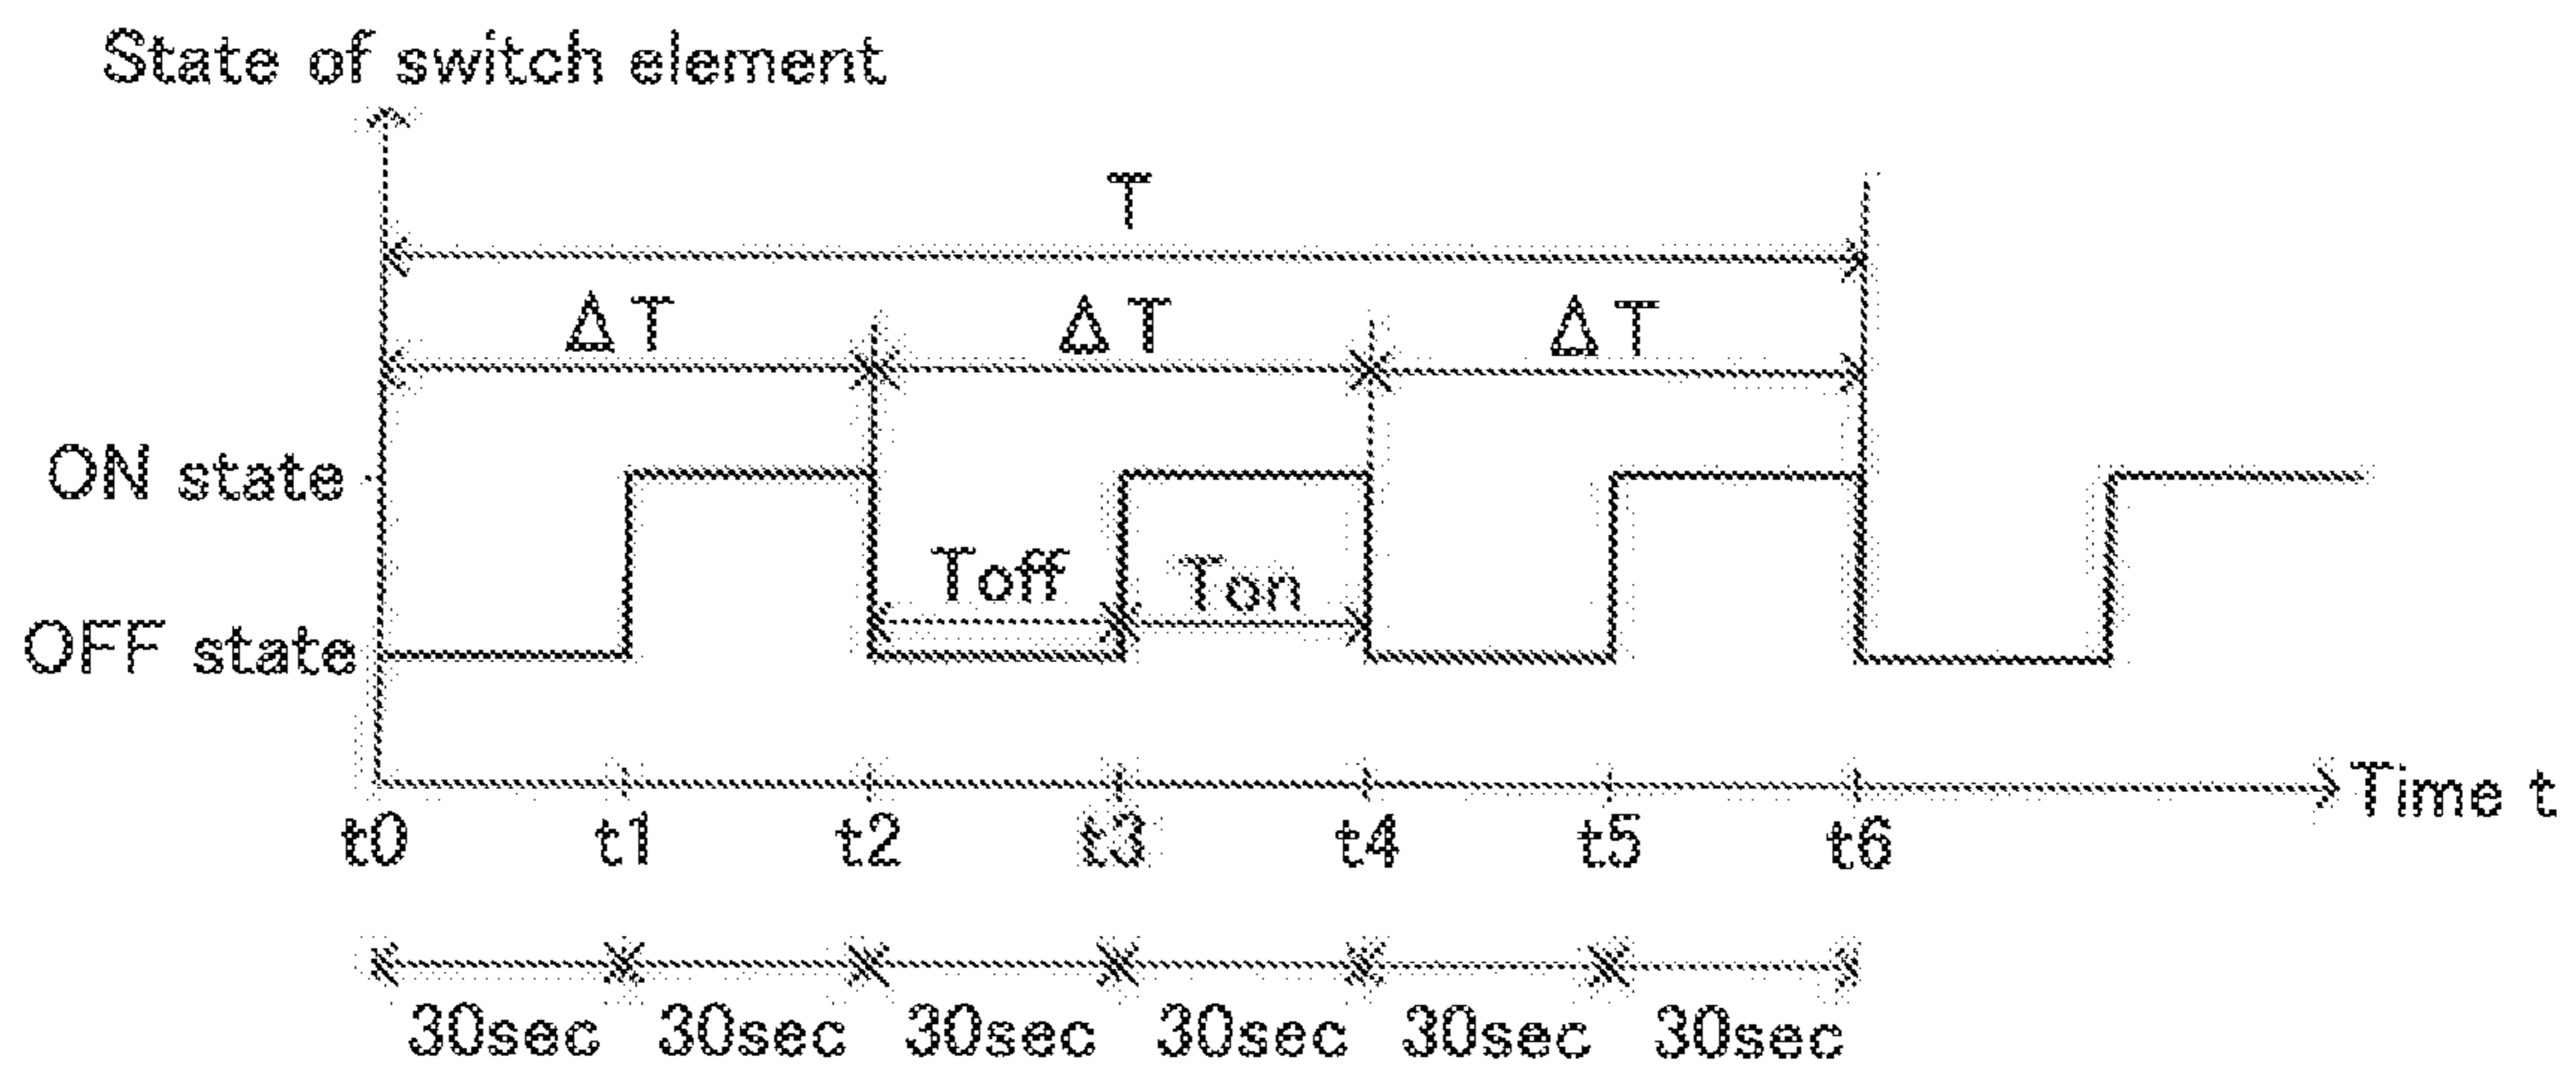 State of switch element
T
ΔT ΔT ΔT
ON state
Toff Ton
OFF state
Time t
t0 t1 t2 t3 t4 t5 t6
30sec 30sec 30sec 30sec 30sec 30sec